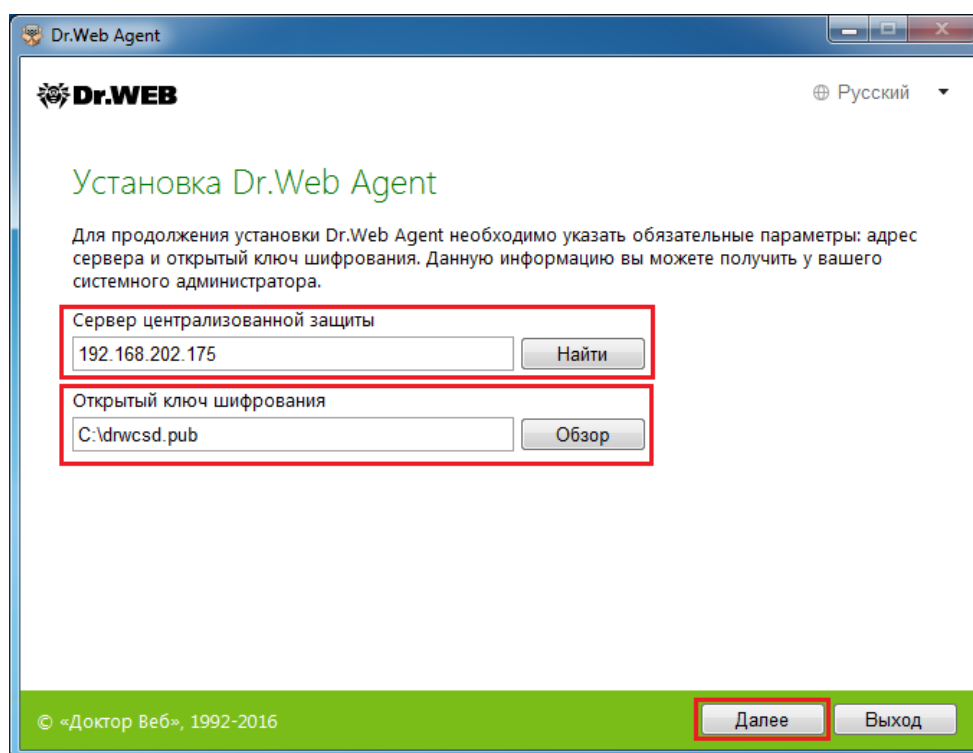 Dr.Web Agent
Dr.WEB
Русский
Установка Dr.Web Agent
Для продолжения установки Dr.Web Agent необходимо указать обязательные параметры: адрес
сервера и открытый ключ шифрования. Данную информацию вы можете получить у вашего
системного администратора.
Сервер централизованной защиты
192.168.202.175
Найти
Открытый ключ шифрования
C:\drwcsd.pub
Обзор
© «Доктор Веб», 1992-2016
Далее
Выход